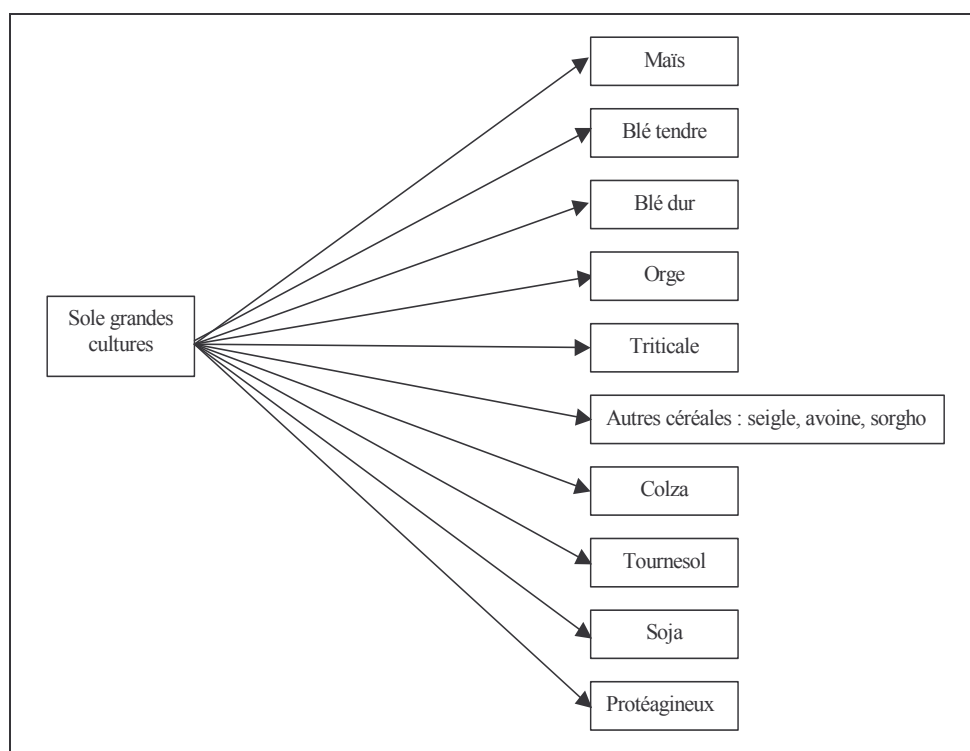 Maïs
Blé tendre
Blé dur
Orge
Sole grandes
cultures
Triticale
Autres céréales : seigle, avoine, sorgho
Colza
Tournesol
Soja
Protéagineux